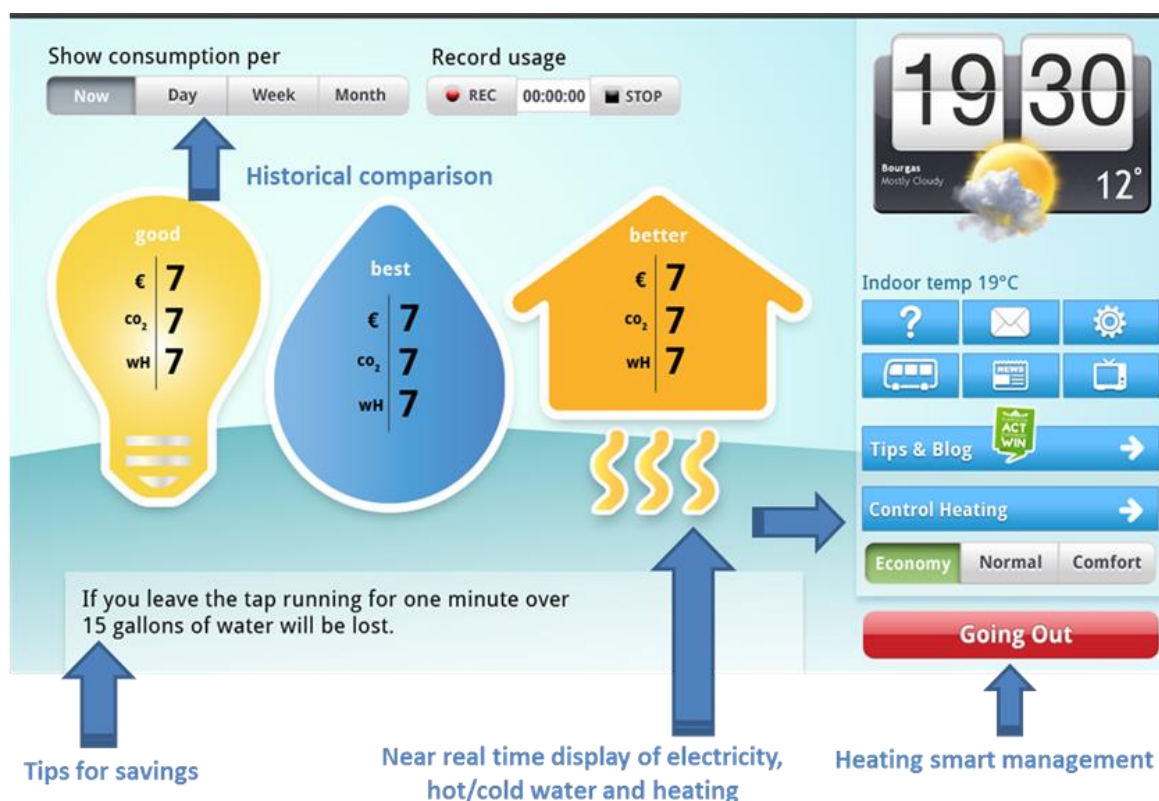 Show consumption per
Now Day Week Month
Record usage
REC 00:00:00 STOP
Historical comparison
good
€ 7
co₂ 7
wH 7
best
€ 7
co₂ 7
wH 7
better
€ 7
co₂ 7
wH 7
If you leave the tap running for one minute over
15 gallons of water will be lost.
19 30
Bourgas
Mostly Cloudy
12°
Indoor temp 19°C
?
NEWS
Tips & Blog
ACT
WIN
Control Heating
Economy Normal Comfort
Going Out
Tips for savings
Near real time display of electricity,
hot/cold water and heating
Heating smart management